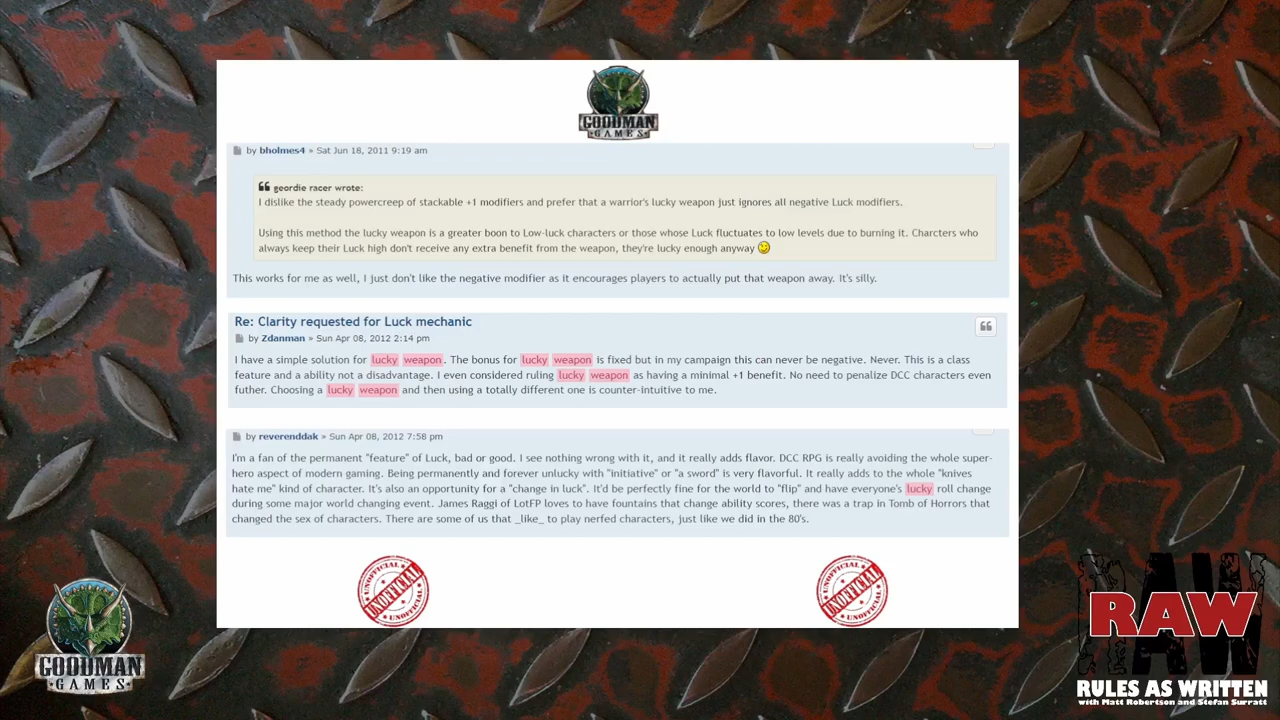 GOODMAN
GAMES
by bholmes4 » Sat Jun 18, 2011 9:19 am
geordie racer wrote:
I dislike the steady powercreep of stackable +1 modifiers and prefer that a warrior's lucky weapon just ignores all negative Luck modifiers.
Using this method the lucky weapon is a greater boon to Low-luck characters or those whose Luck fluctuates to low levels due to burning it. Charcters who
always keep their Luck high don't receive any extra benefit from the weapon, they're lucky enough anyway
This works for me as well, I just don't like the negative modifier as it encourages players to actually put that weapon away. It's silly.
Re: Clarity requested for Luck mechanic
by Zdanman » Sun Apr 08, 2012 2:14 pm
I have a simple solution for lucky weapon. The bonus for lucky weapon is fixed but in my campaign this can never be negative. Never. This is a class
feature and a ability not a disadvantage. I even considered ruling lucky weapon as having a minimal +1 benefit. No need to penalize DCC characters even
futher. Choosing a lucky weapon and then using a totally different one is counter-intuitive to me.
by reverenddak » Sun Apr 08, 2012 7:58 pm
I'm a fan of the permanent "feature" of Luck, bad or good. I see nothing wrong with it, and it really adds flavor. DCC RPG is really avoiding the whole super-
hero aspect of modern gaming. Being permanently and forever unlucky with "initiative" or "a sword" is very flavorful. It really adds to the whole "knives
hate me" kind of character. It's also an opportunity for a "change in luck". It'd be perfectly fine for the world to "flip" and have everyone's lucky roll change
during some major world changing event. James Raggi of LotFP loves to have fountains that change ability scores, there was a trap in Tomb of Horrors that
changed the sex of characters. There are some of us that _like_ to play nerfed characters, just like we did in the 80's.
UNOFFICIAL
UNOFFICIAL
UNOFFICIAL
UNOFFICIAL
UNOFFICIAL
UNOFFICIAL
GOODMAN
GAMES
RAW
RAW
RULES AS WRITTEN
with Matt Robertson and Stefan Surratt